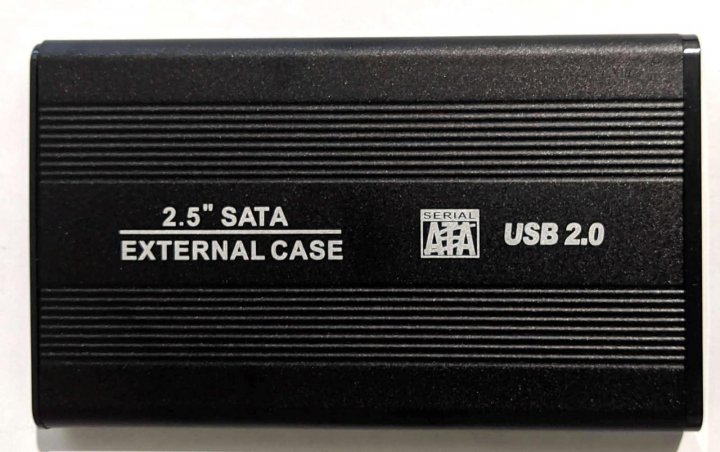 2.5" SATA
EXTERNAL CASE
SERIAL
ATA
USB 2.0